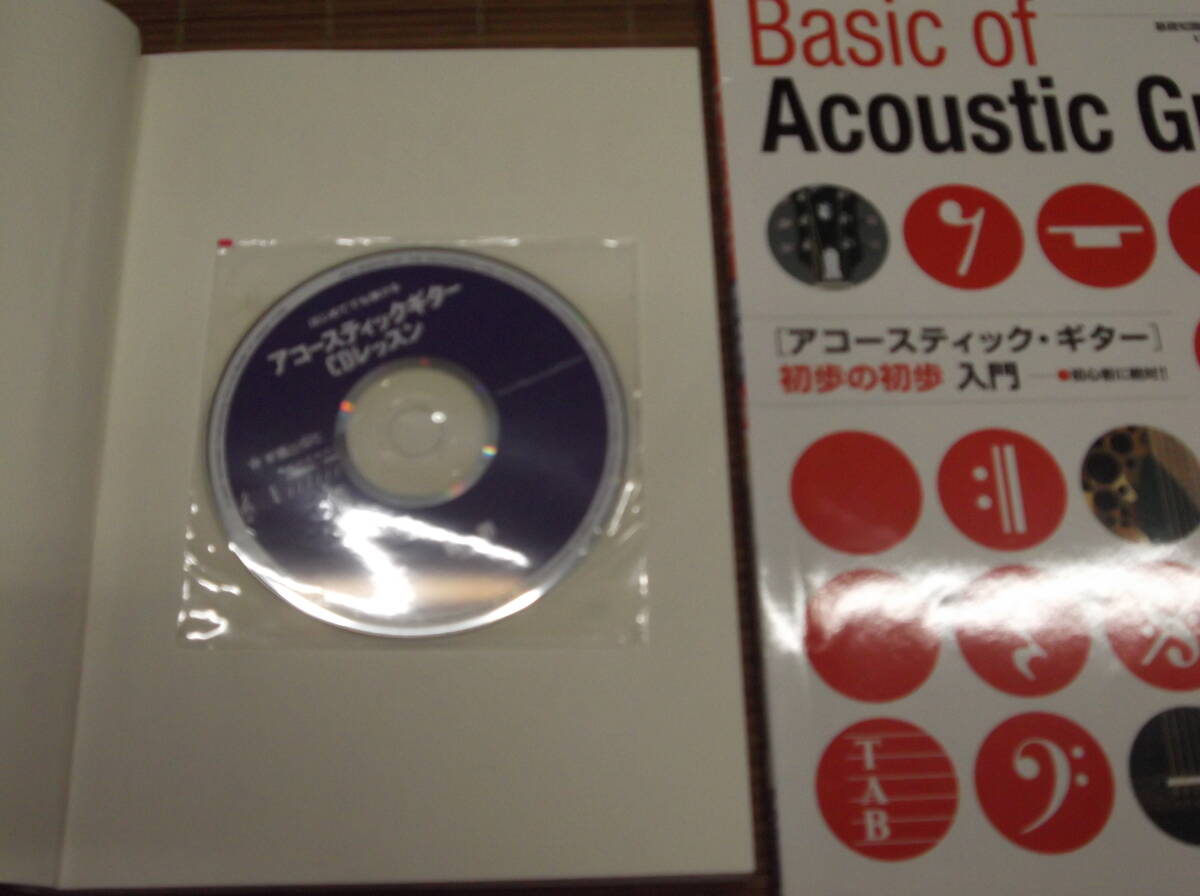 はじめてでも弾ける
アコースティックギター
CDレッスン
Basic of
Acoustic G
[アコースティック・ギター]
初歩の初歩 入門
●初心者に絶対!!
T
A
B